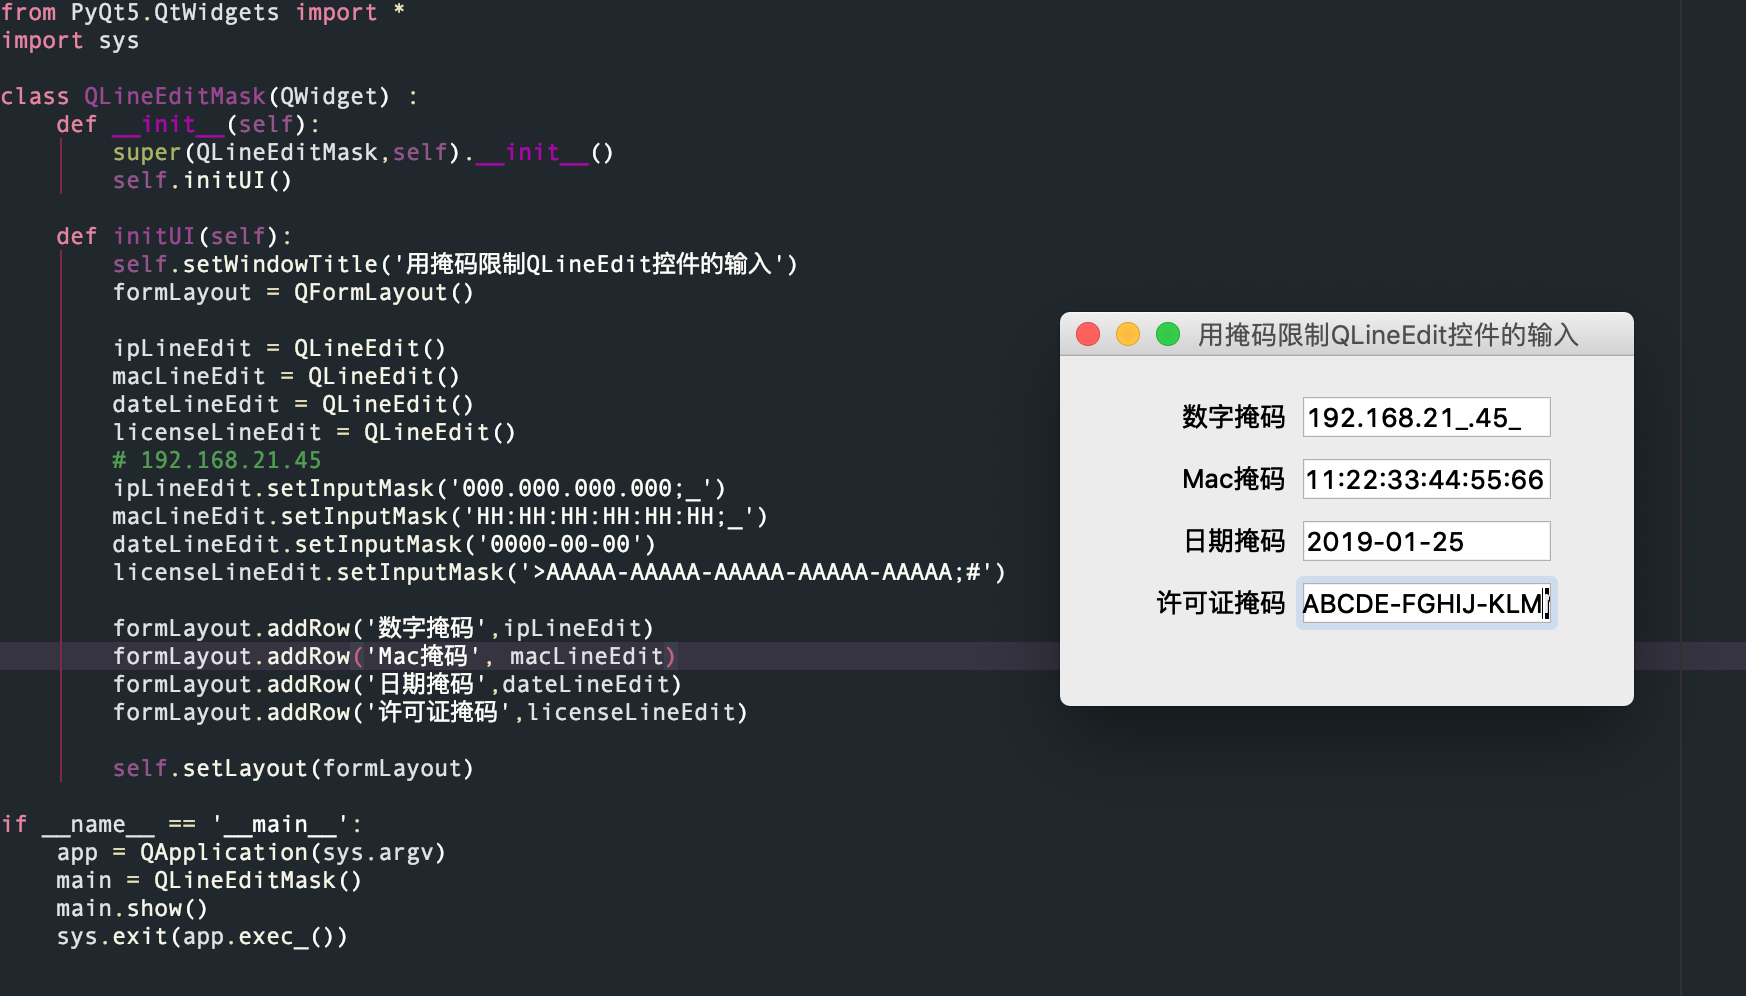 from PyQt5.QtWidgets import *
import sys
class QLineEditMask(QWidget) :
    def __init__(self):
        super(QLineEditMask,self).__init__()
        self.initUI()
    def initUI(self):
        self.setWindowTitle('用掩码限制QLineEdit控件的输入')
        formLayout = QFormLayout()
        ipLineEdit = QLineEdit()
        macLineEdit = QLineEdit()
        dateLineEdit = QLineEdit()
        licenseLineEdit = QLineEdit()
        # 192.168.21.45
        ipLineEdit.setInputMask('000.000.000.000;_')
        macLineEdit.setInputMask('HH:HH:HH:HH:HH:HH;_')
        dateLineEdit.setInputMask('0000-00-00')
        licenseLineEdit.setInputMask('>AAAAA-AAAAA-AAAAA-AAAAA-AAAAA;#')
        formLayout.addRow('数字掩码',ipLineEdit)
        formLayout.addRow('Mac掩码', macLineEdit)
        formLayout.addRow('日期掩码',dateLineEdit)
        formLayout.addRow('许可证掩码',licenseLineEdit)
        self.setLayout(formLayout)
if __name__ == '__main__':
    app = QApplication(sys.argv)
    main = QLineEditMask()
    main.show()
    sys.exit(app.exec_())
用掩码限制QLineEdit控件的输入
数字掩码 192.168.21_.45_
Mac掩码 11:22:33:44:55:66
日期掩码 2019-01-25
许可证掩码 ABCDE-FGHIJ-KLM